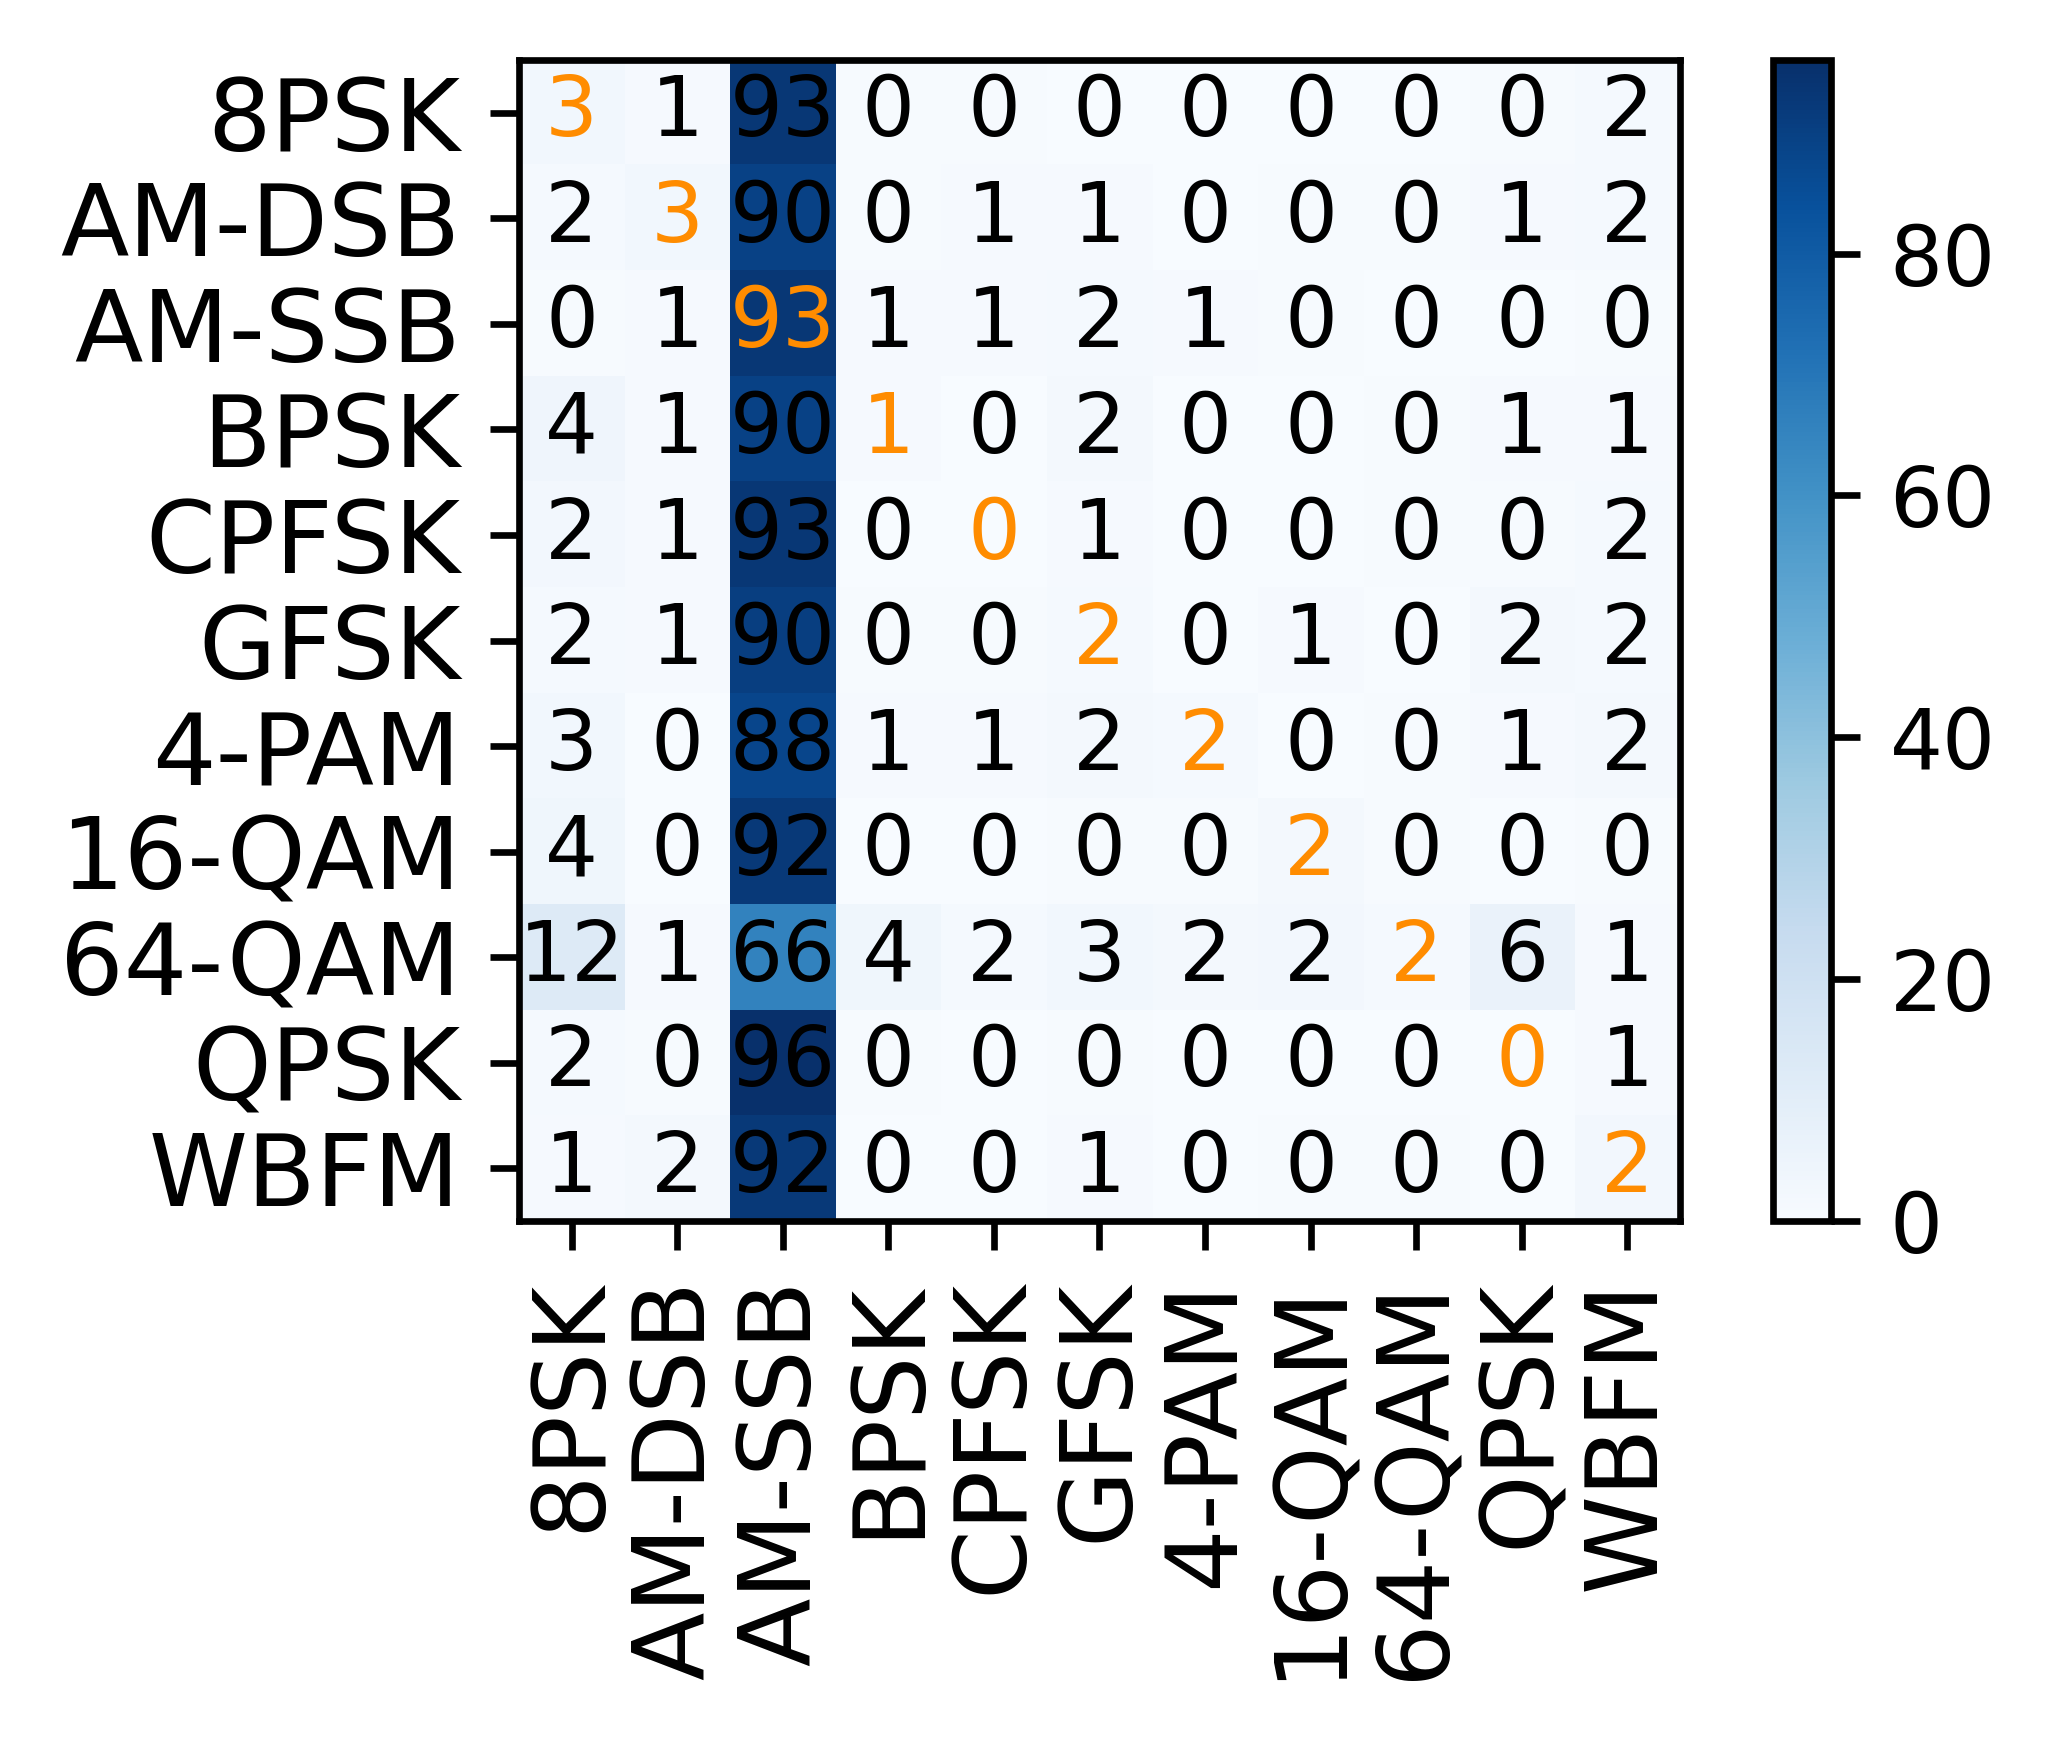 8PSK 3 1 93 0 0 0 0 0 0 0 2
AM-DSB 2 3 90 0 1 1 0 0 0 1 2
AM-SSB 0 1 93 1 1 2 1 0 0 0 0
BPSK 4 1 90 1 0 2 0 0 0 1 1
CPFSK 2 1 93 0 0 1 0 0 0 0 2
GFSK 2 1 90 0 0 2 0 1 0 2 2
4-PAM 3 0 88 1 1 2 2 0 0 1 2
16-QAM 4 0 92 0 0 0 0 2 0 0 0
64-QAM 12 1 66 4 2 3 2 2 2 6 1
QPSK 2 0 96 0 0 0 0 0 0 0 1
WBFM 1 2 92 0 0 1 0 0 0 0 2
8PSK
AM-DSB
AM-SSB
BPSK
CPFSK
GFSK
4-PAM
16-QAM
64-QAM
QPSK
WBFM
80
60
40
20
0